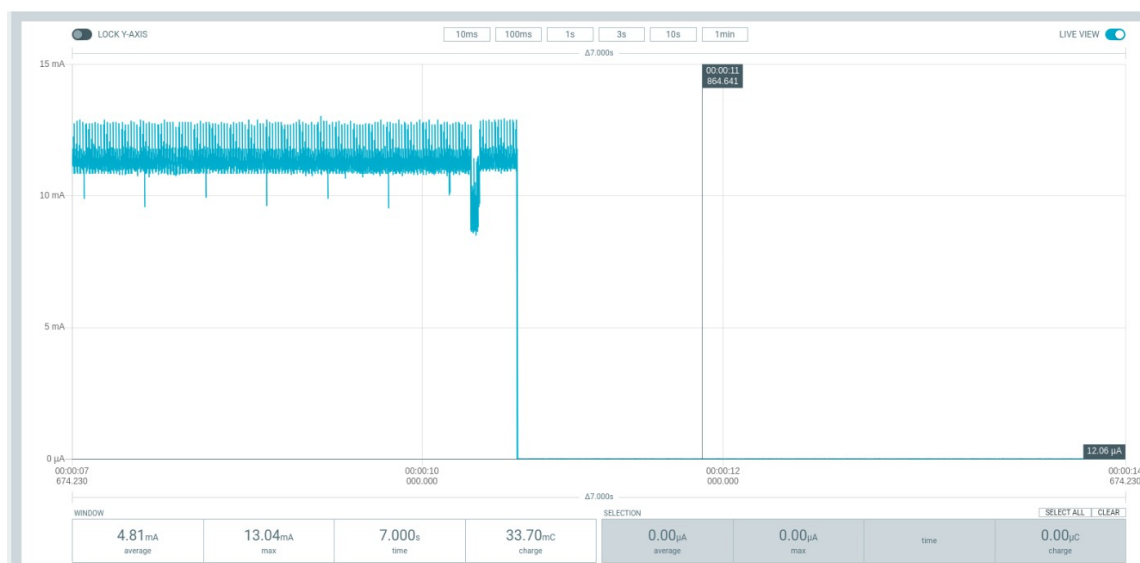 LOCK Y-AXIS 10ms 100ms 1s 3s 10s 1min LIVE VIEW
Δ7.000s
15 mA
00:00:11
864.641
10 mA
5 mA
0 µA
12.06 µA
00:00:07 00:00:10 00:00:12 00:00:14
674.230 000.000 000.000 674.230
Δ7.000s
WINDOW SELECTION SELECT ALL CLEAR
4.81mA 13.04mA 7.000s 33.70mC 0.00µA 0.00µA time 0.00µC
average max time charge average max charge